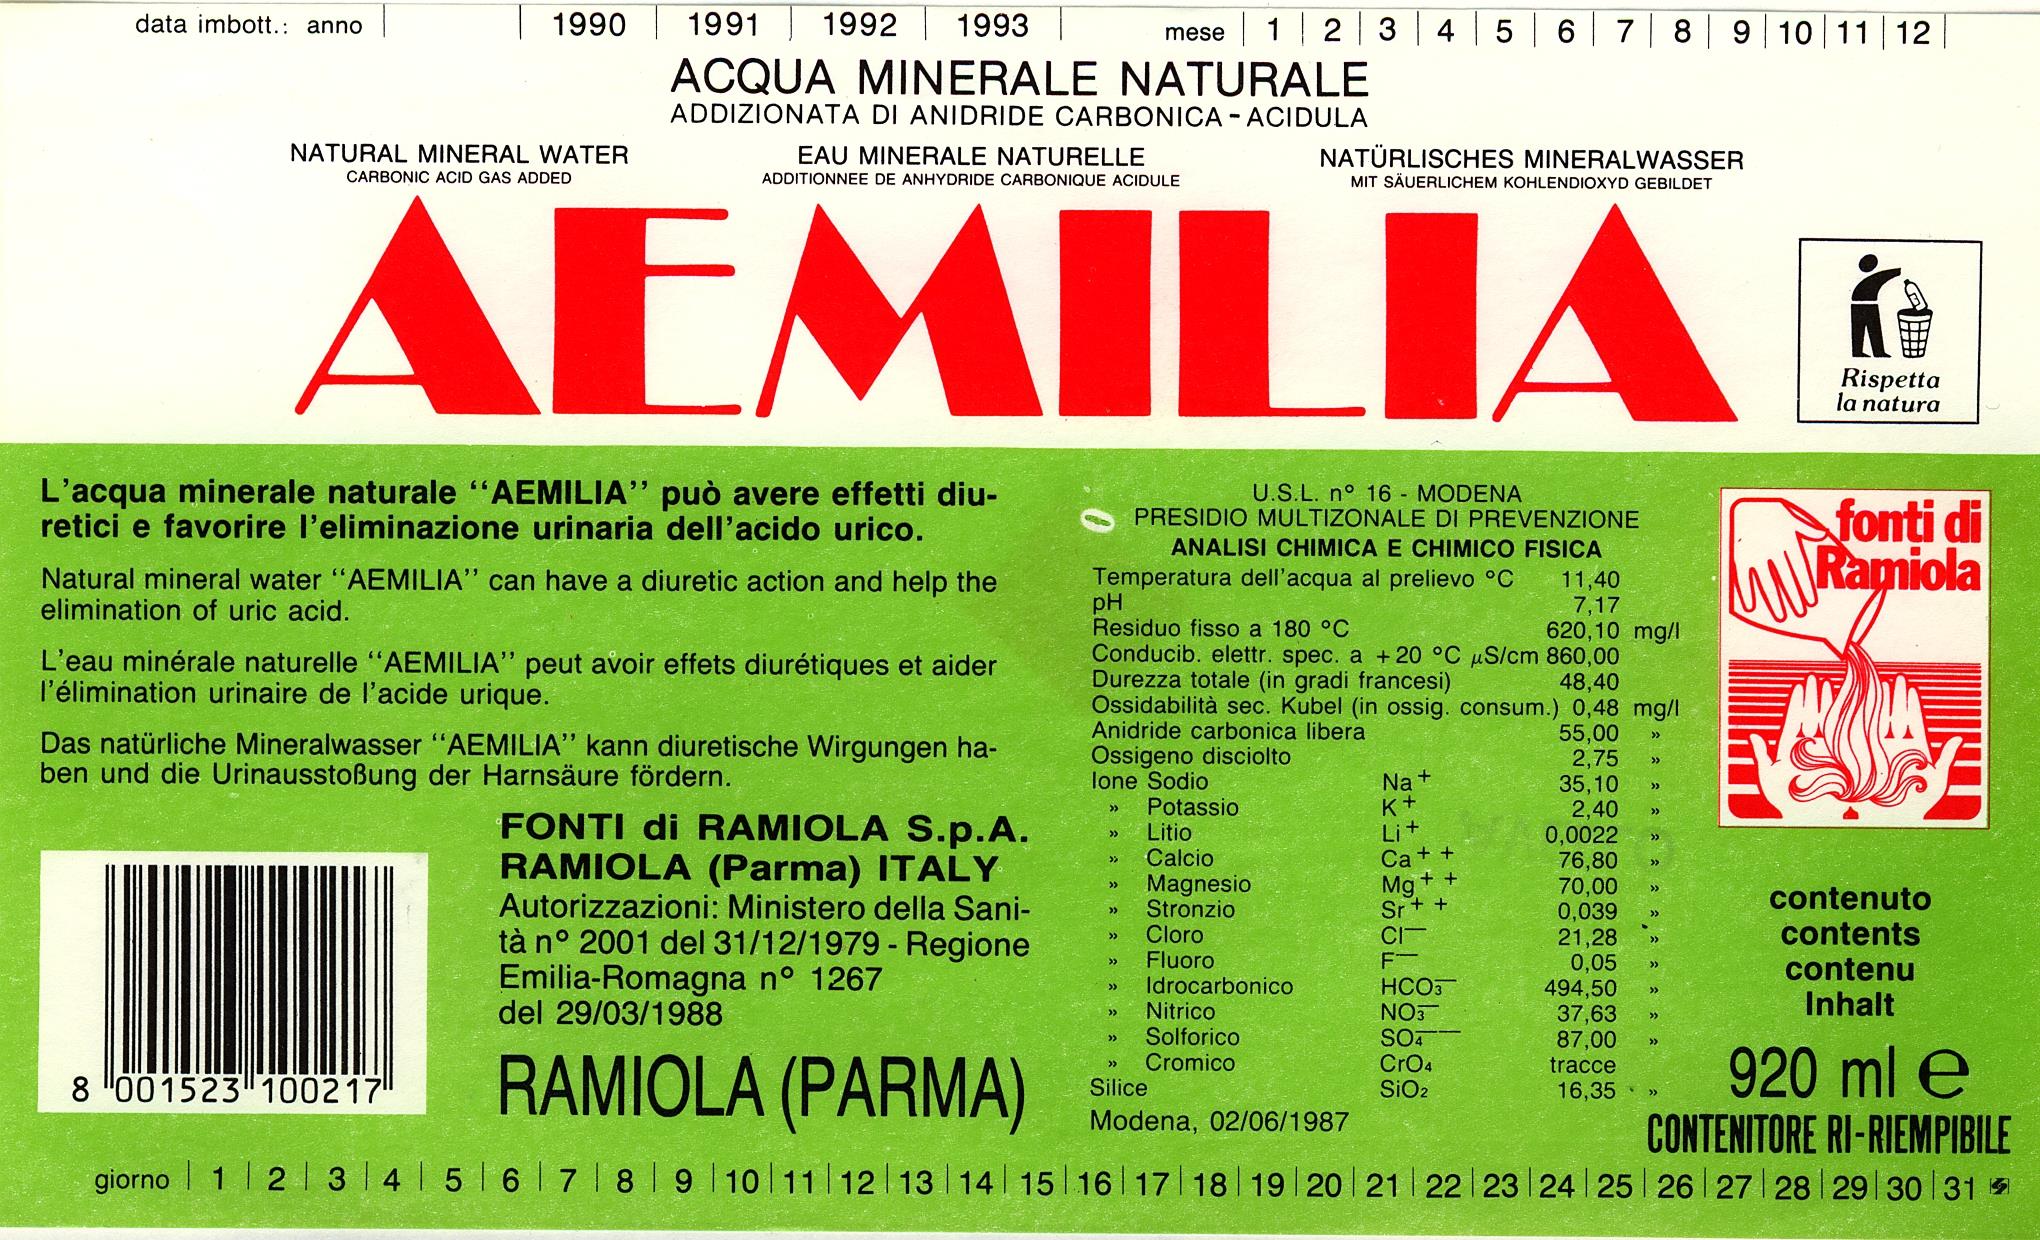 data imbott.: anno | | 1990 | 1991 | 1992 | 1993 | mese | 1 | 2 | 3 | 4 | 5 | 6 | 7 | 8 | 9 | 10 | 11 | 12 |
ACQUA MINERALE NATURALE
ADDIZIONATA DI ANIDRIDE CARBONICA - ACIDULA
NATURAL MINERAL WATER
CARBONIC ACID GAS ADDED
EAU MINERALE NATURELLE
ADDITIONNEE DE ANHYDRIDE CARBONIQUE ACIDULE
NATÜRLISCHES MINERALWASSER
MIT SÄUERLICHEM KOHLENDIOXYD GEBILDET
AEMILIA
Rispetta
la natura
L'acqua minerale naturale "AEMILIA" può avere effetti diu-
retici e favorire l'eliminazione urinaria dell'acido urico.
Natural mineral water "AEMILIA" can have a diuretic action and help the
elimination of uric acid.
L'eau minérale naturelle "AEMILIA" peut avoir effets diurétiques et aider
l'élimination urinaire de l'acide urique.
Das natürliche Mineralwasser "AEMILIA" kann diuretische Wirgungen ha-
ben und die Urinausstoßung der Harnsäure fördern.
8 001523 100217
FONTI di RAMIOLA S.p.A.
RAMIOLA (Parma) ITALY
Autorizzazioni: Ministero della Sani-
tà n° 2001 del 31/12/1979 - Regione
Emilia-Romagna n° 1267
del 29/03/1988
RAMIOLA (PARMA)
U.S.L. n° 16 - MODENA
PRESIDIO MULTIZONALE DI PREVENZIONE
ANALISI CHIMICA E CHIMICO FISICA
Temperatura dell'acqua al prelievo °C 11,40
pH 7,17
Residuo fisso a 180 °C 620,10 mg/l
Conducib. elettr. spec. a +20 °C µS/cm 860,00
Durezza totale (in gradi francesi) 48,40
Ossidabilità sec. Kubel (in ossig. consum.) 0,48 mg/l
Anidride carbonica libera 55,00 »
Ossigeno disciolto 2,75 »
Ione Sodio Na+ 35,10 »
» Potassio K+ 2,40 »
» Litio Li+ 0,0022 »
» Calcio Ca++ 76,80 »
» Magnesio Mg++ 70,00 »
» Stronzio Sr++ 0,039 »
» Cloro Cl— 21,28 »
» Fluoro F— 0,05 »
» Idrocarbonico HCO3— 494,50 »
» Nitrico NO3— 37,63 »
» Solforico SO4—— 87,00 »
» Cromico CrO4 tracce
Silice SiO2 16,35 »
Modena, 02/06/1987
fonti di
Ramiola
contenuto
contents
contenu
Inhalt
920 ml e
CONTENITORE RI-RIEMPIBILE
giorno | 1 | 2 | 3 | 4 | 5 | 6 | 7 | 8 | 9 | 10 | 11 | 12 | 13 | 14 | 15 | 16 | 17 | 18 | 19 | 20 | 21 | 22 | 23 | 24 | 25 | 26 | 27 | 28 | 29 | 30 | 31